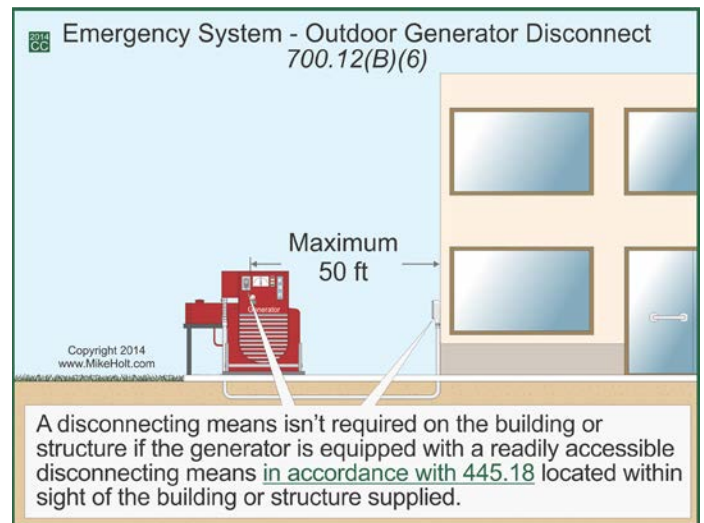 2014
CC
Emergency System - Outdoor Generator Disconnect
700.12(B)(6)
Maximum
50 ft
Generator
Copyright 2014
www.MikeHolt.com
A disconnecting means isn't required on the building or
structure if the generator is equipped with a readily accessible
disconnecting means in accordance with 445.18 located within
sight of the building or structure supplied.